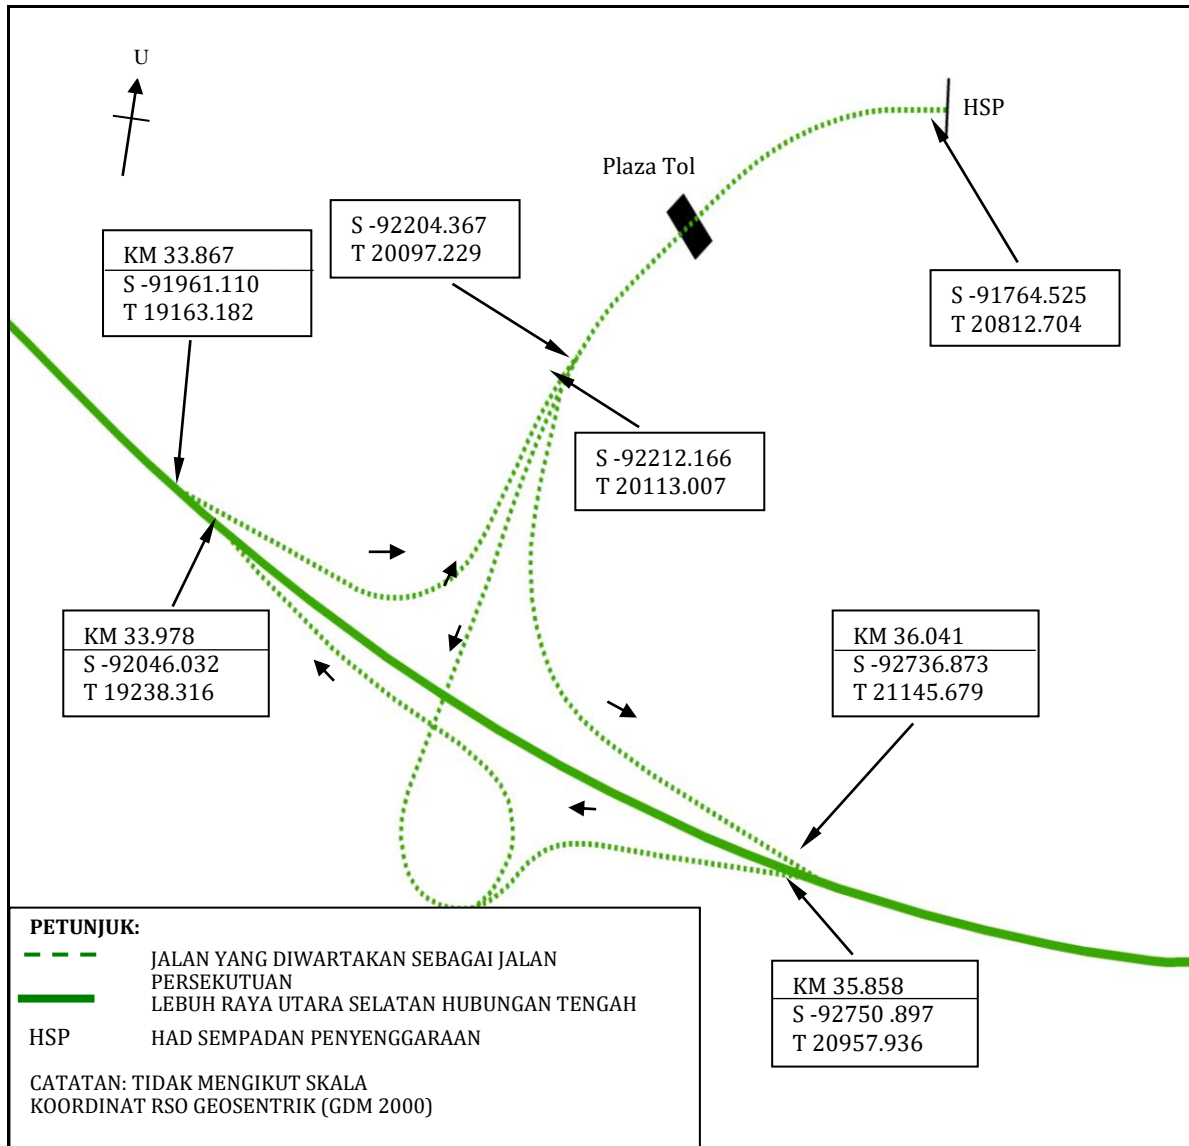 U
HSP
Plaza Tol
S -92204.367
T 20097.229
KM 33.867
S -91961.110
T 19163.182
S -91764.525
T 20812.704
S -92212.166
T 20113.007
KM 33.978
S -92046.032
T 19238.316
KM 36.041
S -92736.873
T 21145.679
PETUNJUK:
JALAN YANG DIWARTAKAN SEBAGAI JALAN
PERSEKUTUAN
LEBUH RAYA UTARA SELATAN HUBUNGAN TENGAH
HSP HAD SEMPADAN PENYENGGARAAN
CATATAN: TIDAK MENGIKUT SKALA
KOORDINAT RSO GEOSENTRIK (GDM 2000)
KM 35.858
S -92750 .897
T 20957.936